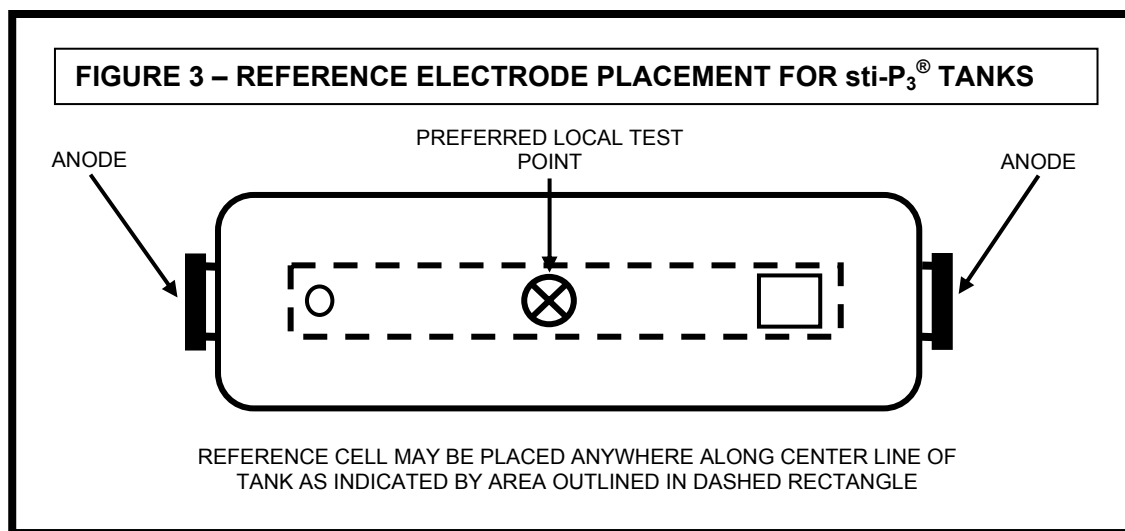 FIGURE 3 – REFERENCE ELECTRODE PLACEMENT FOR sti-P3® TANKS
PREFERRED LOCAL TEST
POINT
ANODE
ANODE
REFERENCE CELL MAY BE PLACED ANYWHERE ALONG CENTER LINE OF
TANK AS INDICATED BY AREA OUTLINED IN DASHED RECTANGLE